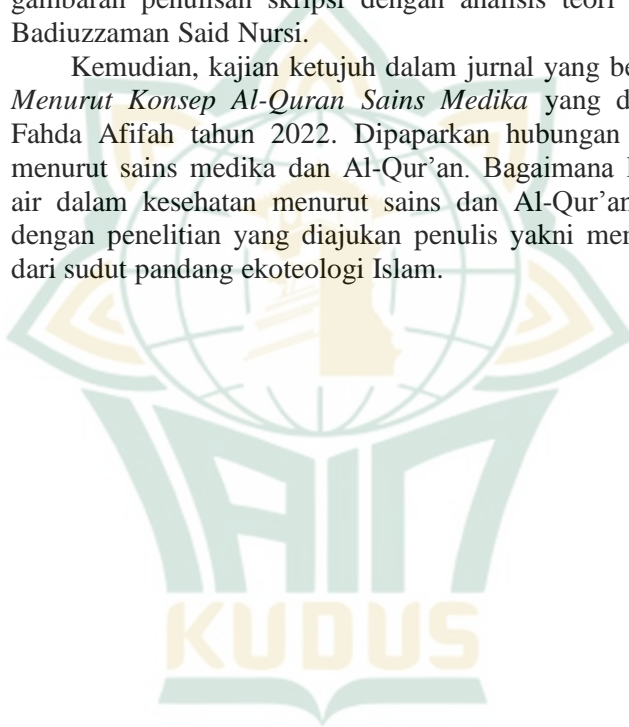 gambaran penulisan skripsi dengan analisis teori
Badiuzzaman Said Nursi.
Kemudian, kajian ketujuh dalam jurnal yang
Menurut Konsep Al-Quran Sains Medika yang
Fahda Afifah tahun 2022. Dipaparkan hubungan
menurut sains medika dan Al-Qur’an. Bagaimana
air dalam kesehatan menurut sains dan Al-Qur’an
dengan penelitian yang diajukan penulis yakni
dari sudut pandang ekoteologi Islam.
IAIN
KUDUS